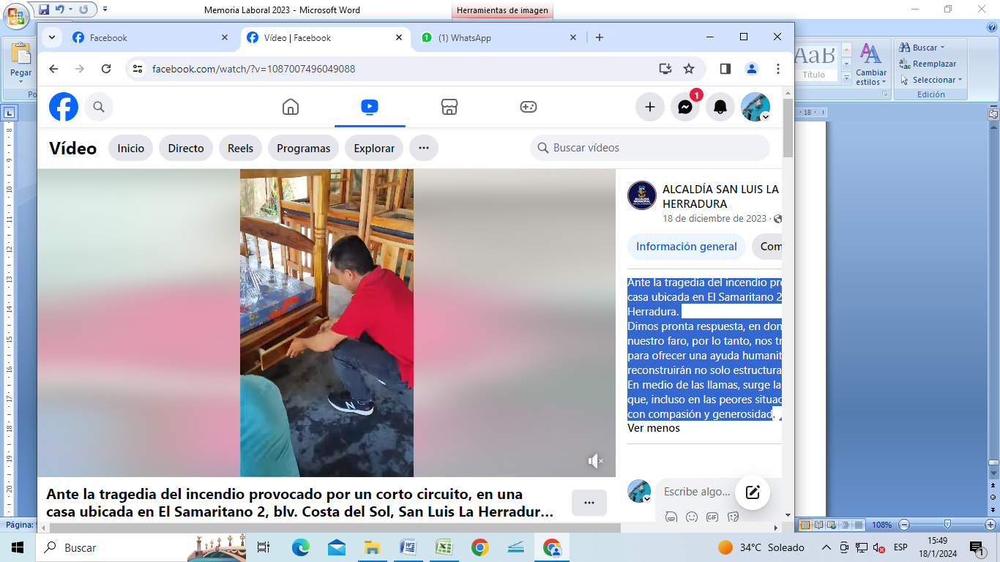 Memoria Laboral 2023 - Microsoft Word
Herramientas de imagen
Facebook
Vídeo | Facebook
(1) WhatsApp
facebook.com/watch/?v=1087007496049088
Pegar
Título
Cambiar
estilos
Buscar
Reemplazar
Seleccionar
Edición
1
Vídeo
Inicio
Directo
Reels
Programas
Explorar
Buscar vídeos
ALCALDÍA SAN LUIS LA
HERRADURA
18 de diciembre de 2023
Información general
Com
Ante la tragedia del incendio pro
casa ubicada en El Samaritano 2
Herradura.
Dimos pronta respuesta, en don
nuestro faro, por lo tanto, nos tr
para ofrecer una ayuda humanit
reconstruirán no solo estructura
En medio de las llamas, surge la
que, incluso en las peores situac
con compasión y generosidad.
Ver menos
Ante la tragedia del incendio provocado por un corto circuito, en una
casa ubicada en El Samaritano 2, blv. Costa del Sol, San Luis La Herradur...
Escribe algo...
GIF
Página:
108%
Buscar
34°C Soleado
ESP
15:49
18/1/2024
1